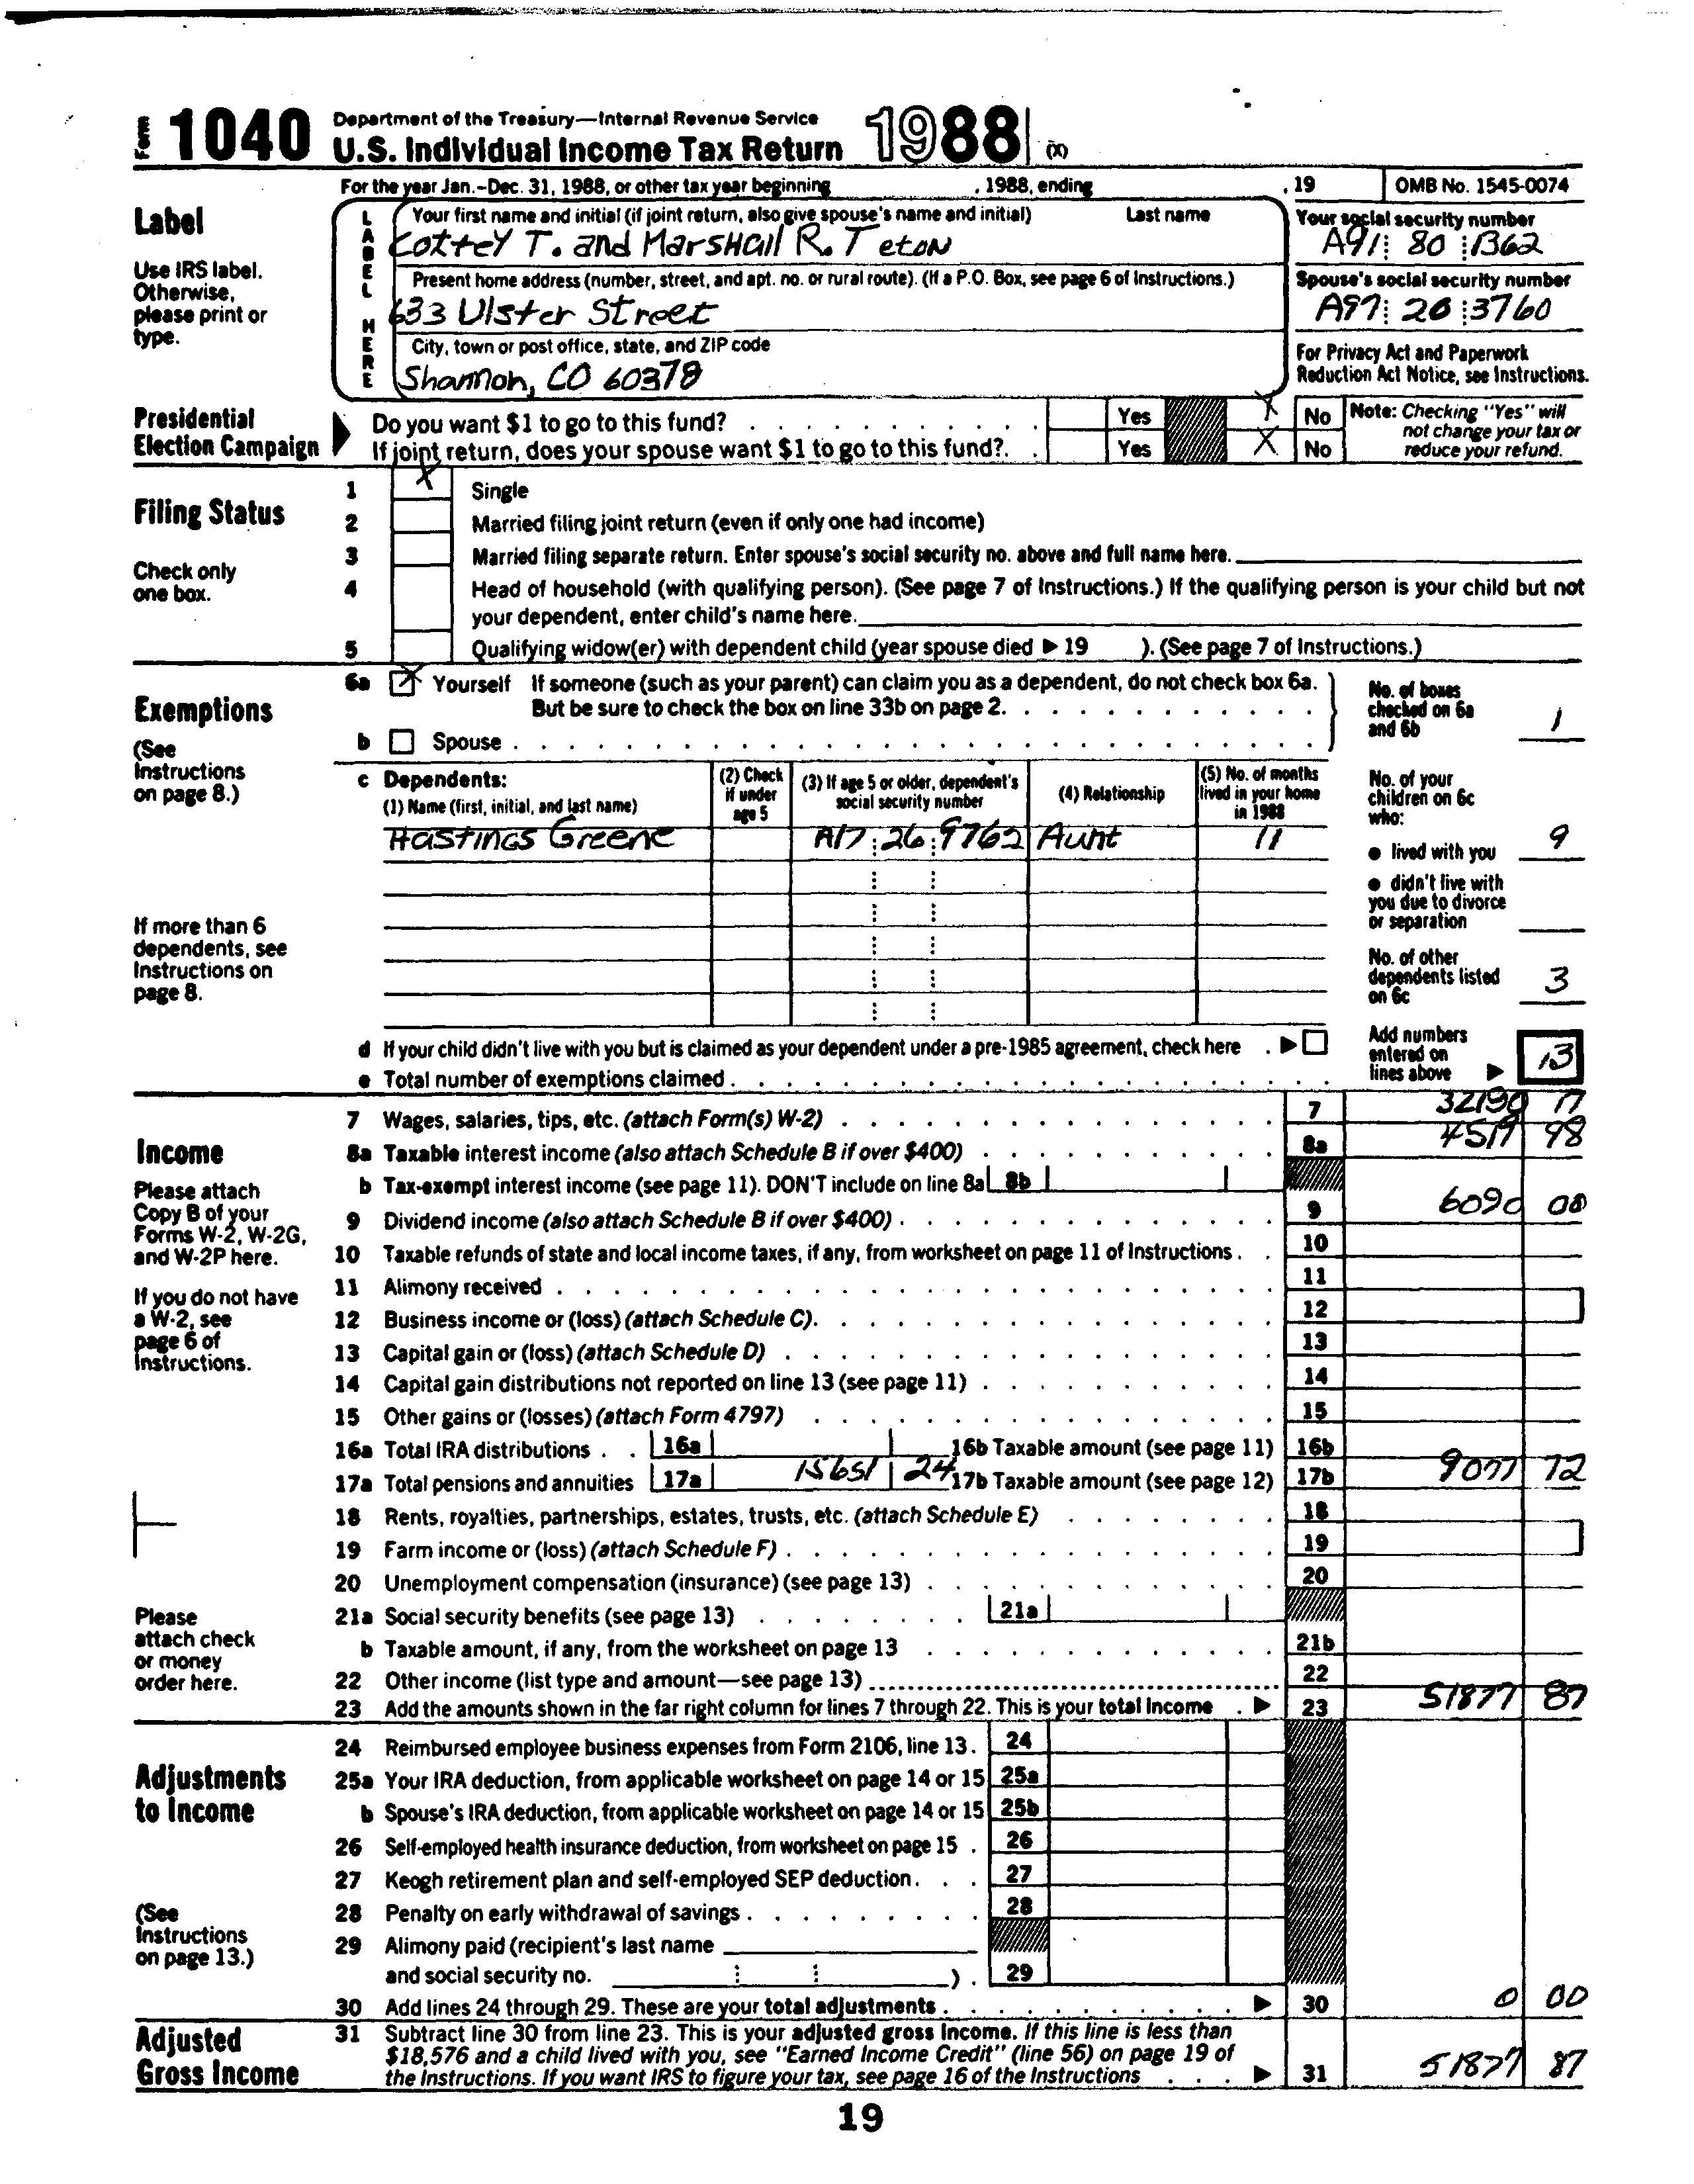 Form 1040 Department of the Treasury—Internal Revenue Service
U.S. Individual Income Tax Return 1988 (X)
For the year Jan.-Dec. 31, 1988, or other tax year beginning , 1988, ending , 19 OMB No. 1545-0074
Label
Use IRS label. Otherwise, please print or type.
LABEL HERE
Your first name and initial (if joint return, also give spouse's name and initial) Last name
Cottey T. and Marshall R. Teton
Your social security number
A91 80 1362
Present home address (number, street, and apt. no. or rural route). (If a P.O. Box, see page 6 of Instructions.)
633 Ulster Street
Spouse's social security number
A97 20 3760
City, town or post office, state, and ZIP code
Shannon, CO 60378
For Privacy Act and Paperwork Reduction Act Notice, see Instructions.
Presidential Election Campaign
Do you want $1 to go to this fund? Yes X No
If joint return, does your spouse want $1 to go to this fund?. Yes X No
Note: Checking "Yes" will not change your tax or reduce your refund.
Filing Status
Check only one box.
1 X Single
2 Married filing joint return (even if only one had income)
3 Married filing separate return. Enter spouse's social security no. above and full name here.
4 Head of household (with qualifying person). (See page 7 of Instructions.) If the qualifying person is your child but not
your dependent, enter child's name here.
5 Qualifying widow(er) with dependent child (year spouse died ▶ 19 ). (See page 7 of Instructions.)
Exemptions
(See Instructions on page 8.)
6a X Yourself If someone (such as your parent) can claim you as a dependent, do not check box 6a.
But be sure to check the box on line 33b on page 2.
b Spouse
No. of boxes checked on 6a and 6b 1
c Dependents:
(1) Name (first, initial, and last name) (2) Check if under age 5 (3) If age 5 or older, dependent's social security number (4) Relationship (5) No. of months lived in your home in 1988
Hastings Greene A17 26 9762 Aunt 11
No. of your children on 6c who:
● lived with you 9
● didn't live with you due to divorce or separation
No. of other dependents listed on 6c 3
If more than 6 dependents, see Instructions on page 8.
d If your child didn't live with you but is claimed as your dependent under a pre-1985 agreement, check here ▶
e Total number of exemptions claimed
Add numbers entered on lines above ▶ 13
Income
Please attach Copy B of your Forms W-2, W-2G, and W-2P here.
If you do not have a W-2, see page 6 of Instructions.
7 Wages, salaries, tips, etc. (attach Form(s) W-2) 7 32190 17
8a Taxable interest income (also attach Schedule B if over $400) 8a 4519 98
b Tax-exempt interest income (see page 11). DON'T include on line 8a 8b
9 Dividend income (also attach Schedule B if over $400) 9 6090 00
10 Taxable refunds of state and local income taxes, if any, from worksheet on page 11 of Instructions 10
11 Alimony received 11
12 Business income or (loss) (attach Schedule C). 12
13 Capital gain or (loss) (attach Schedule D) 13
14 Capital gain distributions not reported on line 13 (see page 11) 14
15 Other gains or (losses) (attach Form 4797) 15
16a Total IRA distributions 16a 16b Taxable amount (see page 11) 16b
17a Total pensions and annuities 17a 15651 24 17b Taxable amount (see page 12) 17b 9077 72
18 Rents, royalties, partnerships, estates, trusts, etc. (attach Schedule E) 18
19 Farm income or (loss) (attach Schedule F) 19
20 Unemployment compensation (insurance) (see page 13) 20
Please attach check or money order here.
21a Social security benefits (see page 13) 21a
b Taxable amount, if any, from the worksheet on page 13 21b
22 Other income (list type and amount—see page 13) 22
23 Add the amounts shown in the far right column for lines 7 through 22. This is your total income ▶ 23 51877 87
Adjustments to Income
(See Instructions on page 13.)
24 Reimbursed employee business expenses from Form 2106, line 13. 24
25a Your IRA deduction, from applicable worksheet on page 14 or 15 25a
b Spouse's IRA deduction, from applicable worksheet on page 14 or 15 25b
26 Self-employed health insurance deduction, from worksheet on page 15 26
27 Keogh retirement plan and self-employed SEP deduction 27
28 Penalty on early withdrawal of savings 28
29 Alimony paid (recipient's last name
and social security no. ) 29
30 Add lines 24 through 29. These are your total adjustments ▶ 30 0 00
Adjusted Gross Income
31 Subtract line 30 from line 23. This is your adjusted gross income. If this line is less than
$18,576 and a child lived with you, see "Earned Income Credit" (line 56) on page 19 of
the Instructions. If you want IRS to figure your tax, see page 16 of the Instructions ▶ 31 51877 87
19